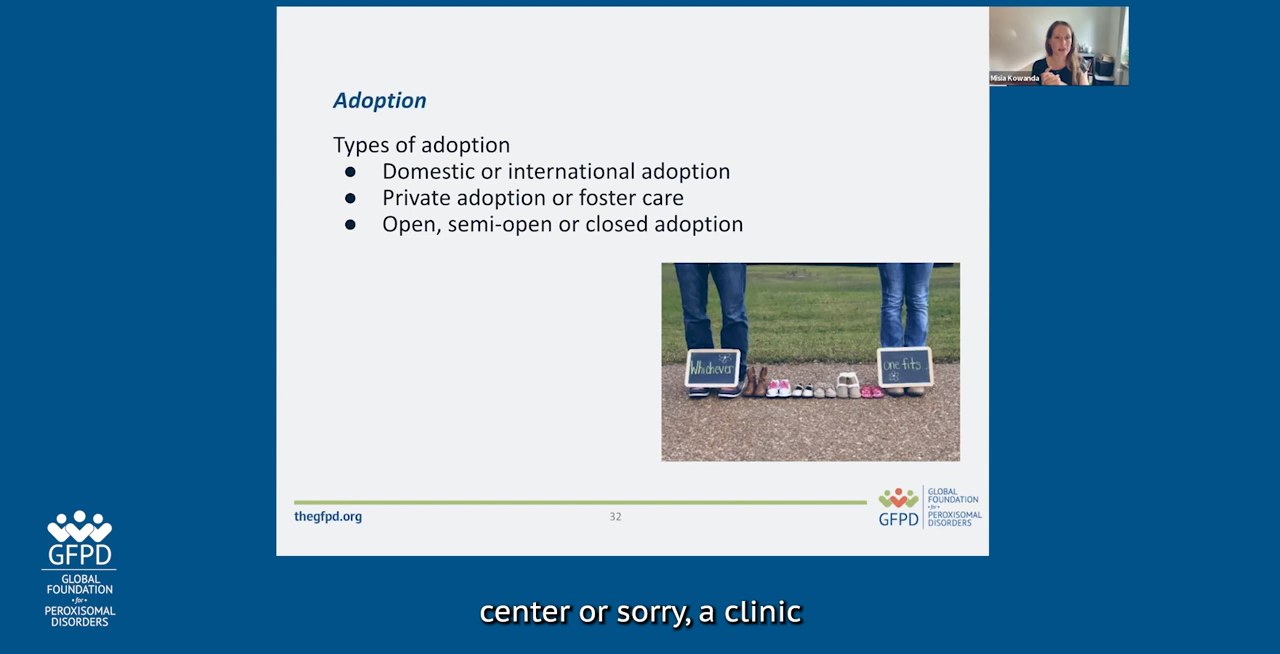 Misia Kowanda
Adoption
Types of adoption
● Domestic or international adoption
● Private adoption or foster care
● Open, semi-open or closed adoption
Whichever
one fits...
thegfpd.org
32
GFPD
GLOBAL
FOUNDATION
•for•
PEROXISOMAL
DISORDERS
GFPD
GLOBAL
FOUNDATION
•for•
PEROXISOMAL
DISORDERS
center or sorry, a clinic